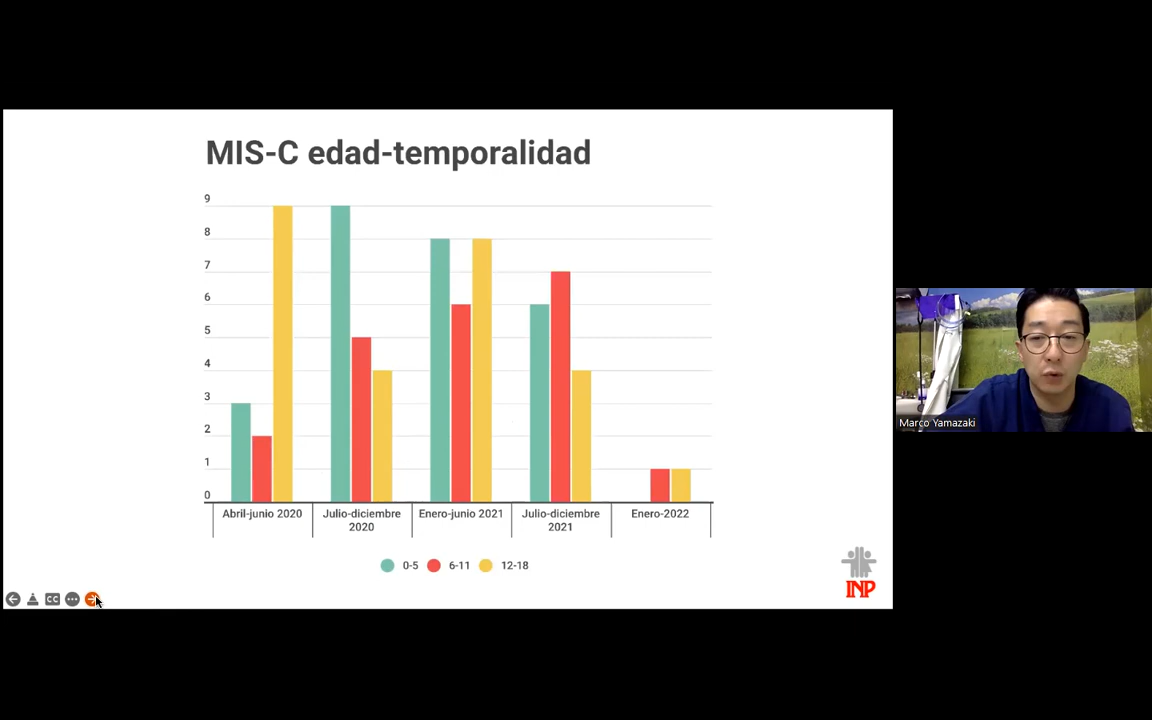 MIS-C edad-temporalidad
9
8
7
6
5
4
3
2
1
0
Abril-junio 2020
Julio-diciembre
2020
Enero-junio 2021
Julio-diciembre
2021
Enero-2022
0-5
6-11
12-18
INP
CC
Marco Yamazaki